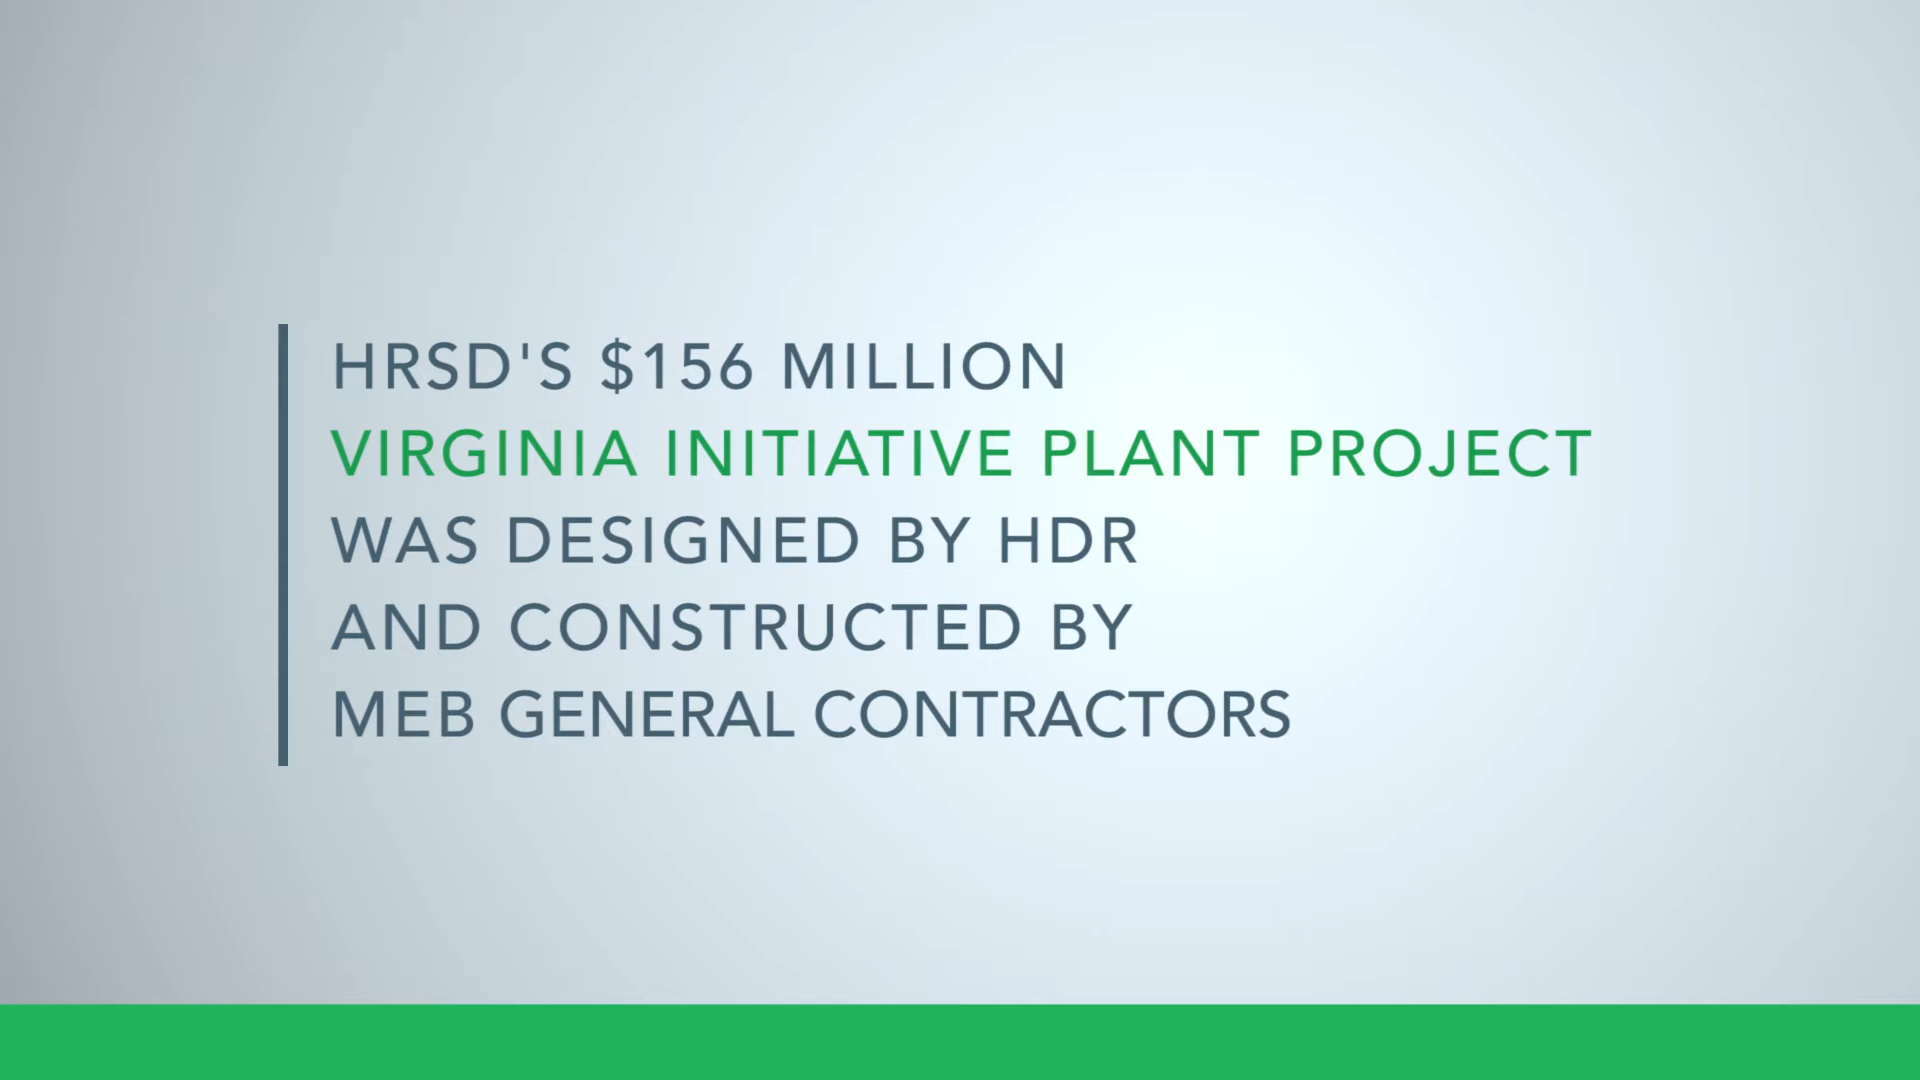 HRSD'S $156 MILLION
VIRGINIA INITIATIVE PLANT PROJECT
WAS DESIGNED BY HDR
AND CONSTRUCTED BY
MEB GENERAL CONTRACTORS